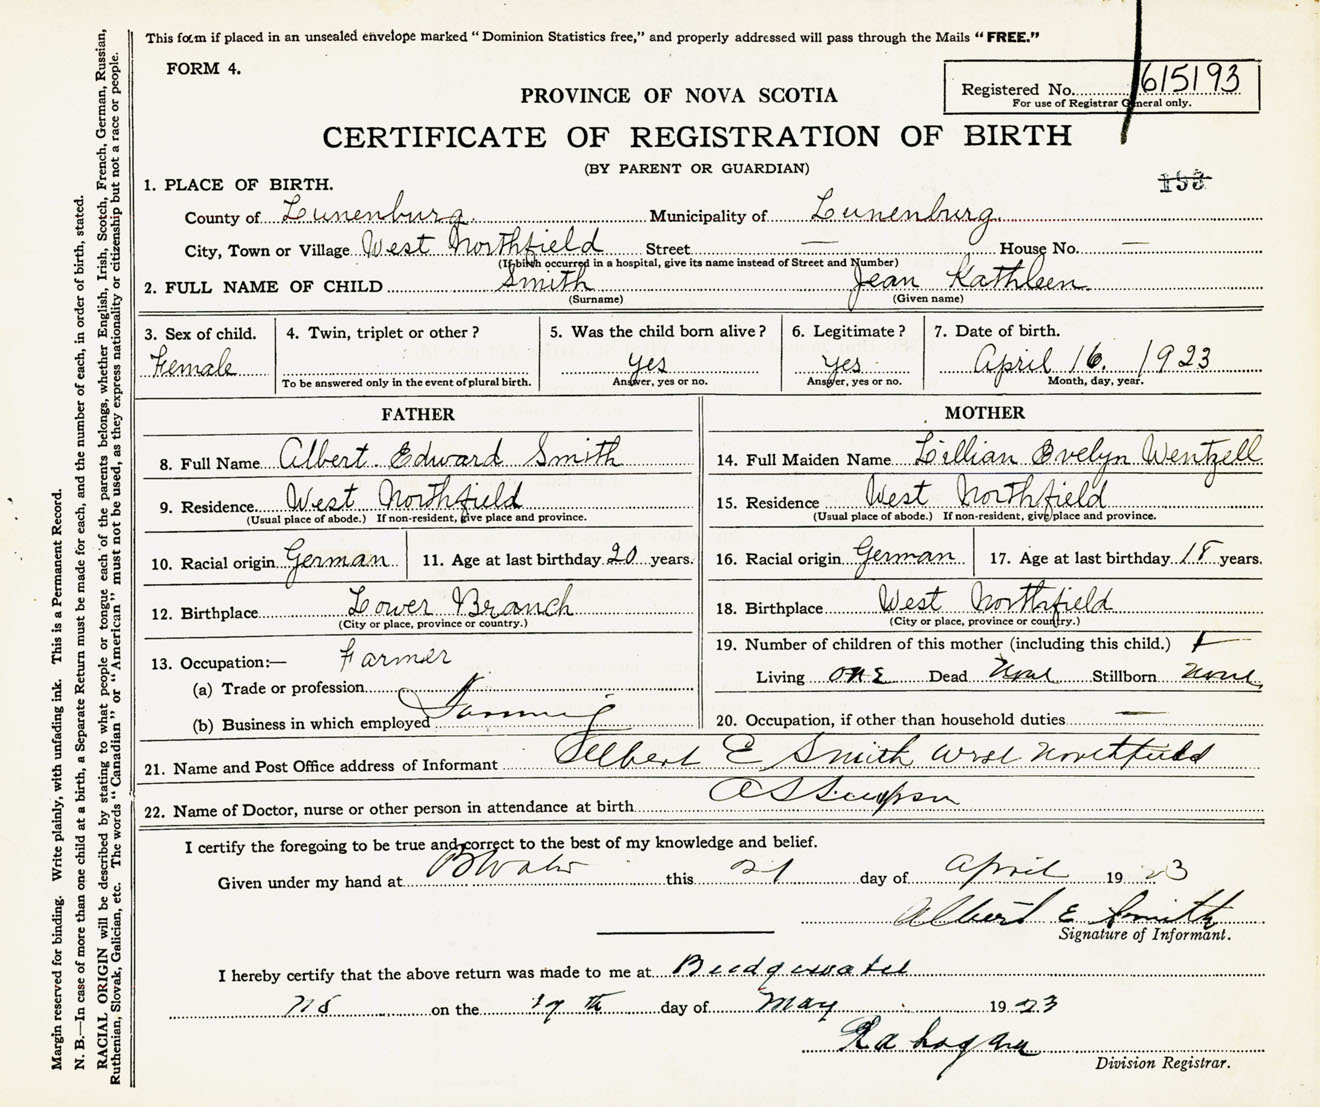 This form if placed in an unsealed envelope marked "Dominion Statistics free," and properly addressed will pass through the Mails "FREE."
FORM 4.
Registered No. 615193
For use of Registrar General only.
PROVINCE OF NOVA SCOTIA
CERTIFICATE OF REGISTRATION OF BIRTH
(BY PARENT OR GUARDIAN)
153
1. PLACE OF BIRTH.
County of Lunenburg. Municipality of Lunenburg.
City, Town or Village West Northfield Street — House No. —
(If birth occurred in a hospital, give its name instead of Street and Number)
2. FULL NAME OF CHILD Smith Jean Kathleen.
(Surname) (Given name)
3. Sex of child. 4. Twin, triplet or other? 5. Was the child born alive? 6. Legitimate? 7. Date of birth.
Female yes yes April 16. 1923
To be answered only in the event of plural birth. Answer, yes or no. Answer, yes or no. Month, day, year.
FATHER MOTHER
8. Full Name Albert Edward Smith 14. Full Maiden Name Lillian Evelyn Wentzell
9. Residence West Northfield 15. Residence West Northfield
(Usual place of abode.) If non-resident, give place and province. (Usual place of abode.) If non-resident, give place and province.
10. Racial origin German 11. Age at last birthday 20 years. 16. Racial origin German 17. Age at last birthday 18 years.
12. Birthplace Lower Branch 18. Birthplace West Northfield
(City or place, province or country.) (City or place, province or country.)
13. Occupation:— Farmer 19. Number of children of this mother (including this child.)
(a) Trade or profession Living one Dead None Stillborn none
(b) Business in which employed Farming 20. Occupation, if other than household duties —
21. Name and Post Office address of Informant Albert E Smith West Northfield
22. Name of Doctor, nurse or other person in attendance at birth
I certify the foregoing to be true and correct to the best of my knowledge and belief.
Given under my hand at B Water this 21 day of April 1923
Albert E Smith
Signature of Informant.
I hereby certify that the above return was made to me at Bridgewater
NS on the day of May 1923
Division Registrar.
Margin reserved for binding. Write plainly, with unfading ink. This is a Permanent Record.
N. B.—In case of more than one child at a birth, a Separate Return must be made for each, and the number of each, in order of birth, stated.
RACIAL ORIGIN will be described by stating to what people or tongue each of the parents belongs, whether English, Irish, Scotch, French, German, Russian,
Ruthenian, Slovak, Galician, etc. The words "Canadian" or "American" must not be used, as they express nationality or citizenship but not a race or people.